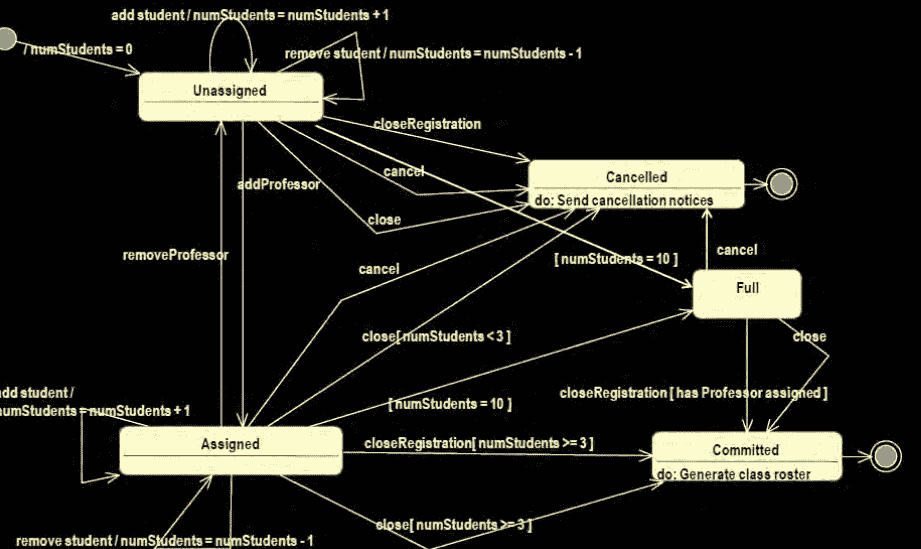 add student / numStudents = numStudents + 1
/ numStudents = 0
remove student / numStudents = numStudents - 1
Unassigned
closeRegistration
cancel
Cancelled
do: Send cancellation notices
addProfessor
close
removeProfessor
cancel
[ numStudents = 10 ]
cancel
Full
close[ numStudents < 3 ]
close
closeRegistration [ has Professor assigned ]
add student /
numStudents = numStudents + 1
[ numStudents = 10 ]
Assigned
closeRegistration[ numStudents >= 3 ]
Committed
do: Generate class roster
close[ numStudents >= 3 ]
remove student / numStudents = numStudents - 1